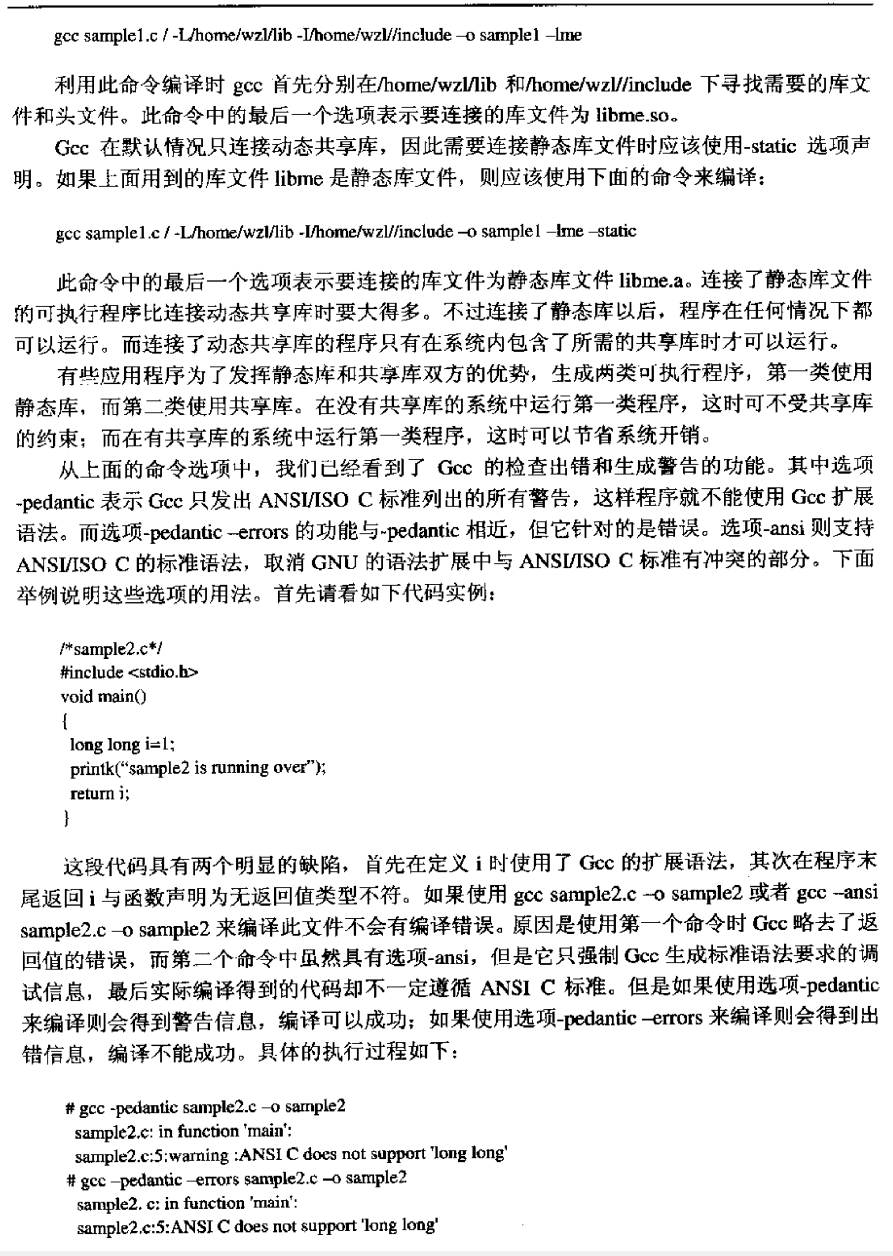 gcc sample1.c / -L/home/wzl/lib -I/home/wzl//include –o sample1 –lme
利用此命令编译时 gcc 首先分别在/home/wzl/lib 和/home/wzl//include 下寻找需要的库文
件和头文件。此命令中的最后一个选项表示要连接的库文件为 libme.so。
Gcc 在默认情况只连接动态共享库，因此需要连接静态库文件时应该使用-static 选项声
明。如果上面用到的库文件 libme 是静态库文件，则应该使用下面的命令来编译：
gcc sample1.c / -L/home/wzl/lib -I/home/wzl//include –o sample1 –lme –static
此命令中的最后一个选项表示要连接的库文件为静态库文件 libme.a。连接了静态库文件
的可执行程序比连接动态共享库时要大得多。不过连接了静态库以后，程序在任何情况下都
可以运行。而连接了动态共享库的程序只有在系统内包含了所需的共享库时才可以运行。
有些应用程序为了发挥静态库和共享库双方的优势，生成两类可执行程序，第一类使用
静态库，而第二类使用共享库。在没有共享库的系统中运行第一类程序，这时可不受共享库
的约束；而在有共享库的系统中运行第一类程序，这时可以节省系统开销。
从上面的命令选项中，我们已经看到了 Gcc 的检查出错和生成警告的功能。其中选项
-pedantic 表示 Gcc 只发出 ANSI/ISO C 标准列出的所有警告，这样程序就不能使用 Gcc 扩展
语法。而选项-pedantic –errors 的功能与-pedantic 相近，但它针对的是错误。选项-ansi 则支持
ANSI/ISO C 的标准语法，取消 GNU 的语法扩展中与 ANSI/ISO C 标准有冲突的部分。下面
举例说明这些选项的用法。首先请看如下代码实例：
/*sample2.c*/
#include <stdio.h>
void main()
{
long long i=1;
printk(“sample2 is running over”);
return i;
}
这段代码具有两个明显的缺陷，首先在定义 i 时使用了 Gcc 的扩展语法，其次在程序末
尾返回 i 与函数声明为无返回值类型不符。如果使用 gcc sample2.c –o sample2 或者 gcc –ansi
sample2.c –o sample2 来编译此文件不会有编译错误。原因是使用第一个命令时 Gcc 略去了返
回值的错误，而第二个命令中虽然具有选项-ansi，但是它只强制 Gcc 生成标准语法要求的调
试信息，最后实际编译得到的代码却不一定遵循 ANSI C 标准。但是如果使用选项-pedantic
来编译则会得到警告信息，编译可以成功；如果使用选项-pedantic –errors 来编译则会得到出
错信息，编译不能成功。具体的执行过程如下：
# gcc -pedantic sample2.c –o sample2
sample2.c: in function 'main':
sample2.c:5:warning :ANSI C does not support 'long long'
# gcc –pedantic –errors sample2.c –o sample2
sample2. c: in function 'main':
sample2.c:5:ANSI C does not support 'long long'